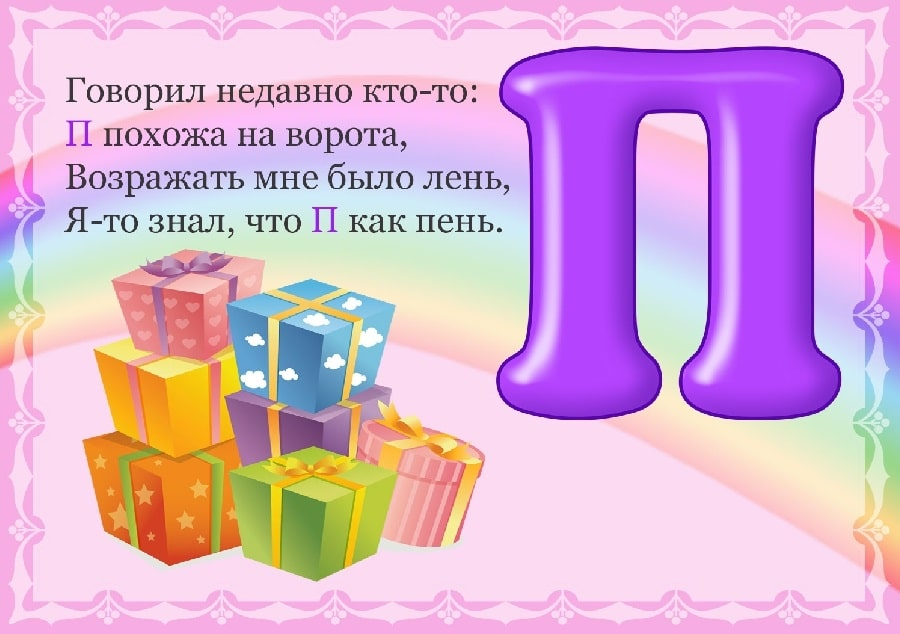 Говорил недавно кто-то:
П похожа на ворота,
Возражать мне было лень,
Я-то знал, что П как пень.
П